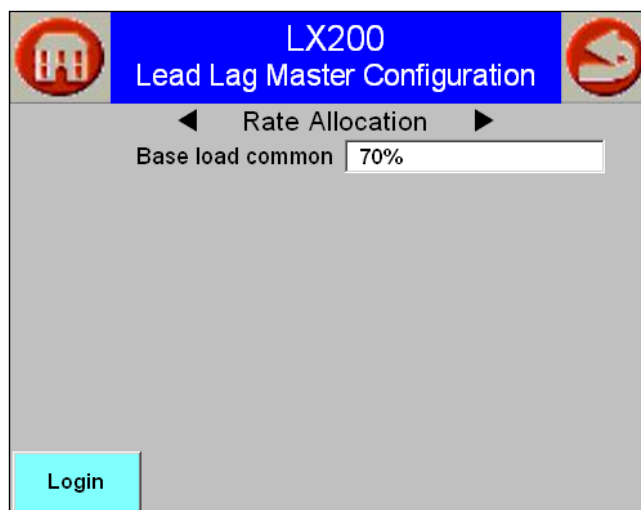 LX200
Lead Lag Master Configuration
◀ Rate Allocation ▶
Base load common 70%
Login